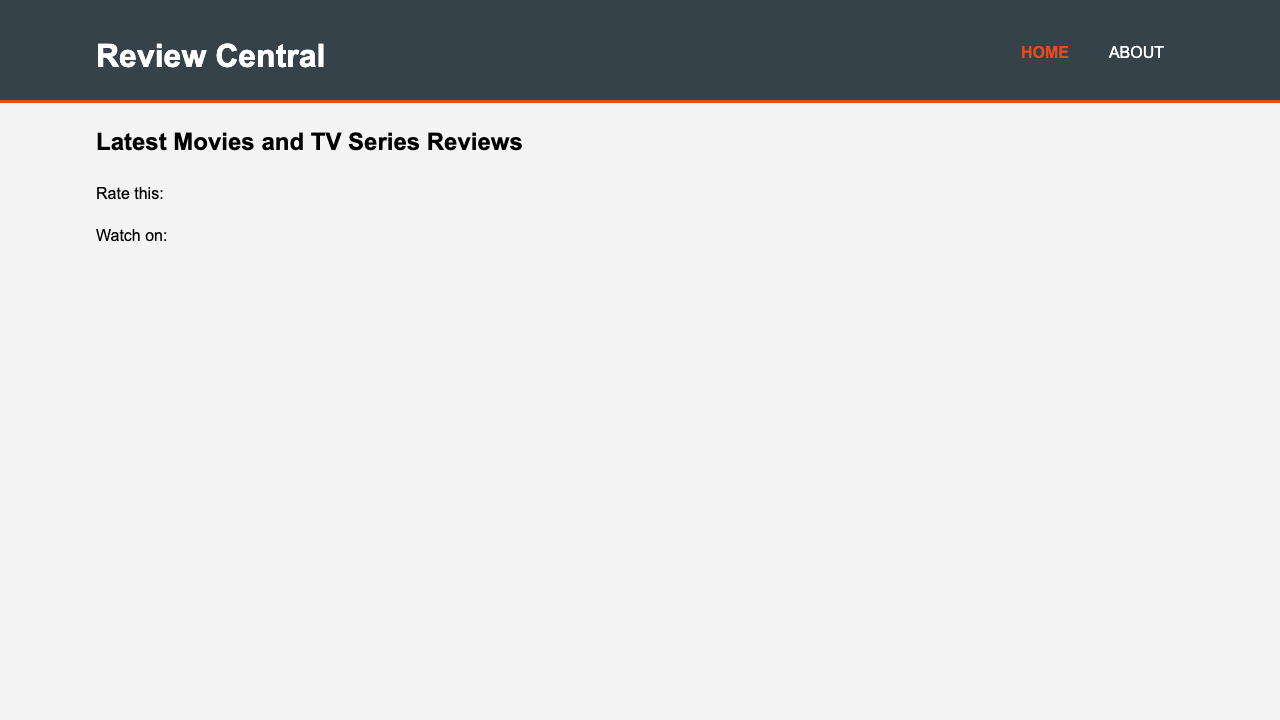 Review Central
HOME
ABOUT
Latest Movies and TV Series Reviews
Rate this:
Watch on: